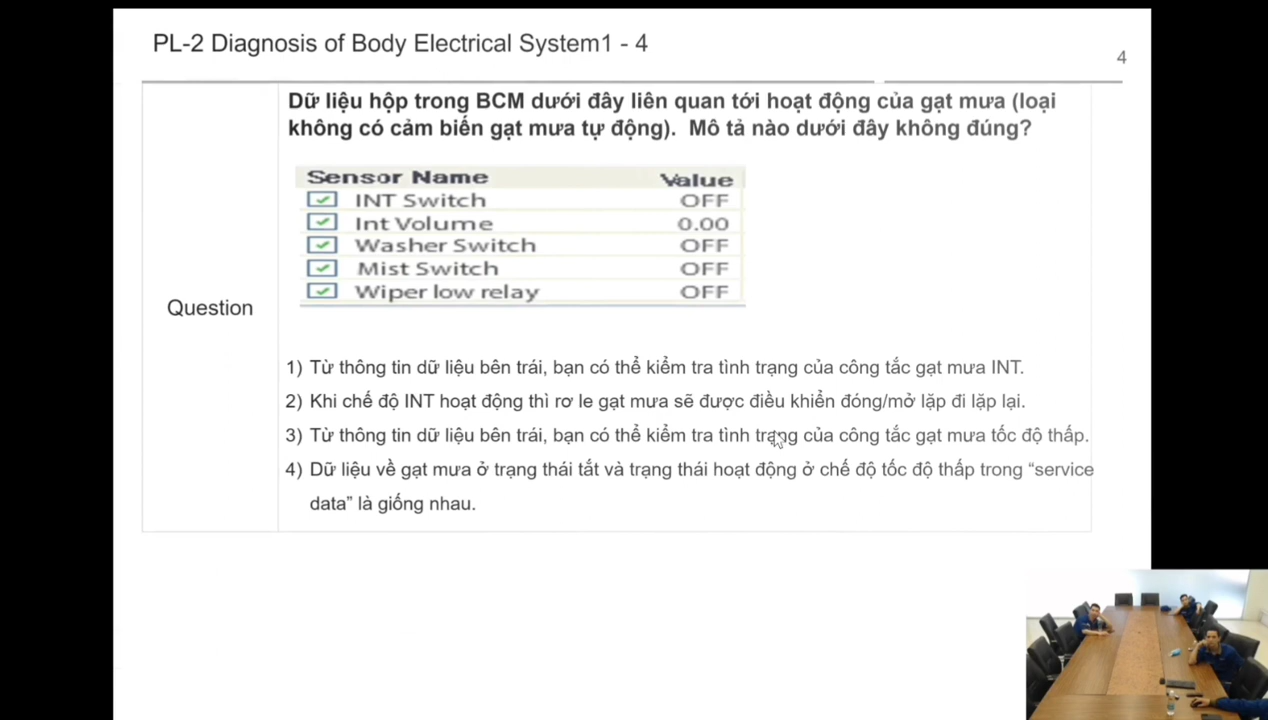 PL-2 Diagnosis of Body Electrical System1 - 4
4
Dữ liệu hộp trong BCM dưới đây liên quan tới hoạt động của gạt mưa (loại
không có cảm biến gạt mưa tự động). Mô tả nào dưới đây không đúng?
Sensor Name Value
INT Switch OFF
Int Volume 0.00
Washer Switch OFF
Mist Switch OFF
Wiper low relay OFF
Question
1) Từ thông tin dữ liệu bên trái, bạn có thể kiểm tra tình trạng của công tắc gạt mưa INT.
2) Khi chế độ INT hoạt động thì rơ le gạt mưa sẽ được điều khiển đóng/mở lặp đi lặp lại.
3) Từ thông tin dữ liệu bên trái, bạn có thể kiểm tra tình trạng của công tắc gạt mưa tốc độ thấp.
4) Dữ liệu về gạt mưa ở trạng thái tắt và trạng thái hoạt động ở chế độ tốc độ thấp trong “service
data” là giống nhau.